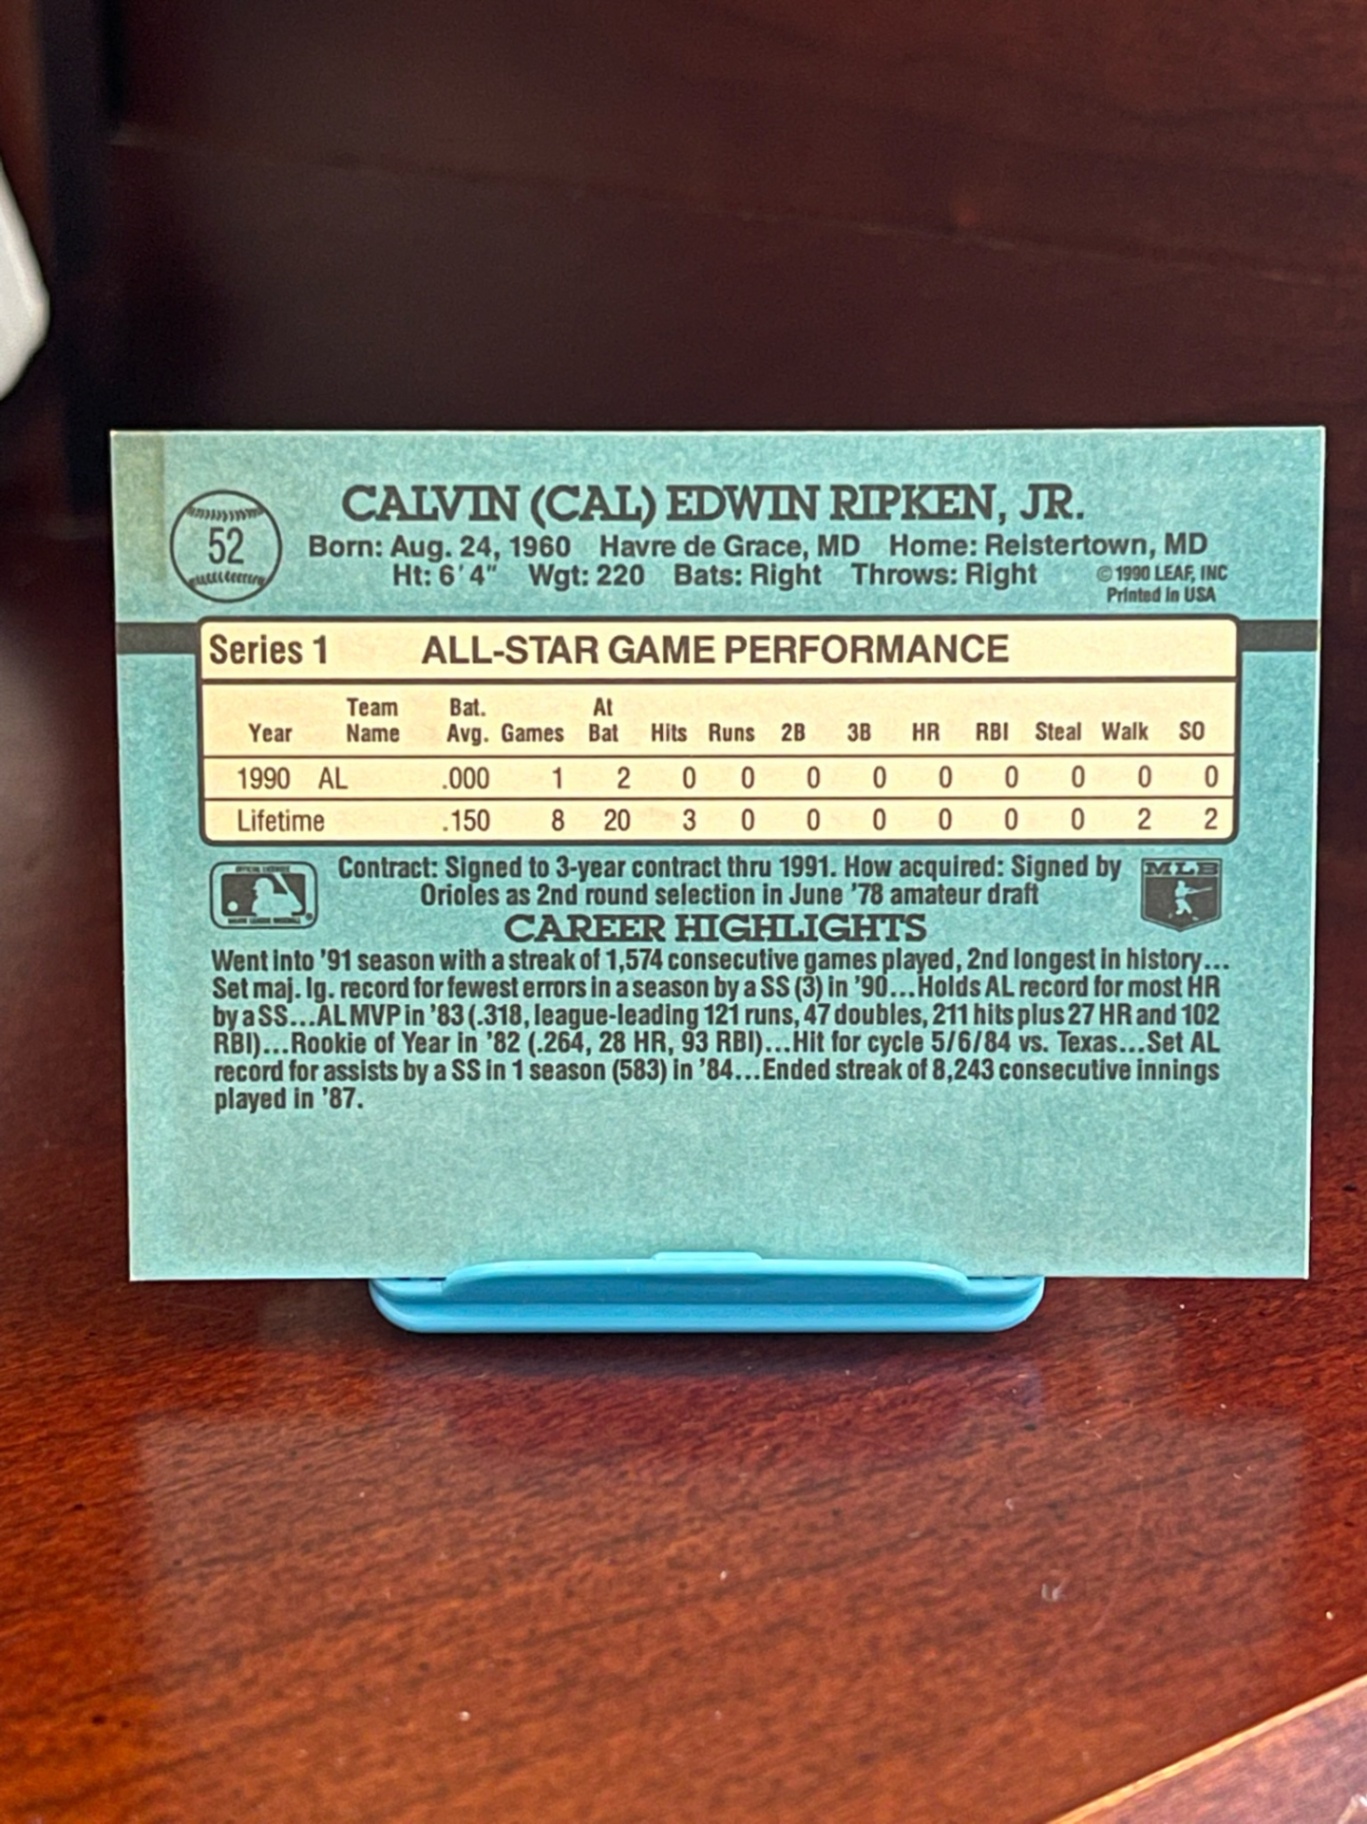 52
CALVIN (CAL) EDWIN RIPKEN, JR.
Born: Aug. 24, 1960 Havre de Grace, MD Home: Reistertown, MD
Ht: 6' 4" Wgt: 220 Bats: Right Throws: Right
© 1990 LEAF, INC
Printed in USA
Series 1 ALL-STAR GAME PERFORMANCE
Year Team Name Bat. Avg. Games At Bat Hits Runs 2B 3B HR RBI Steal Walk SO
1990 AL .000 1 2 0 0 0 0 0 0 0 0 0
Lifetime .150 8 20 3 0 0 0 0 0 0 2 2
Contract: Signed to 3-year contract thru 1991. How acquired: Signed by
Orioles as 2nd round selection in June '78 amateur draft
MLB
CAREER HIGHLIGHTS
Went into '91 season with a streak of 1,574 consecutive games played, 2nd longest in history...
Set maj. lg. record for fewest errors in a season by a SS (3) in '90...Holds AL record for most HR
by a SS...AL MVP in '83 (.318, league-leading 121 runs, 47 doubles, 211 hits plus 27 HR and 102
RBI)...Rookie of Year in '82 (.264, 28 HR, 93 RBI)...Hit for cycle 5/6/84 vs. Texas...Set AL
record for assists by a SS in 1 season (583) in '84...Ended streak of 8,243 consecutive innings
played in '87.